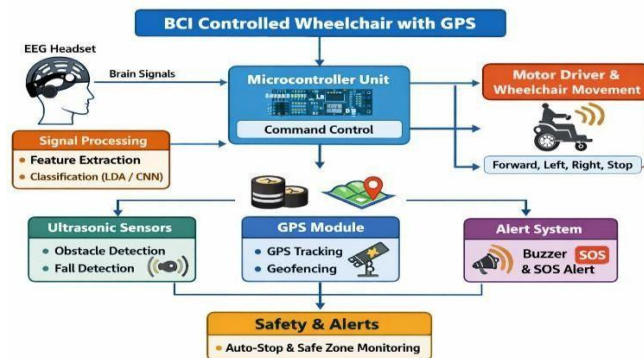 BCI Controlled Wheelchair with GPS
EEG Headset
Brain Signals
Microcontroller Unit
Command Control
Motor Driver &
Wheelchair Movement
Signal Processing
• Feature Extraction
• Classification (LDA / CNN)
Forward, Left, Right, Stop
Ultrasonic Sensors
• Obstacle Detection
• Fall Detection
GPS Module
• GPS Tracking
• Geofencing
Alert System
Buzzer SOS
& SOS Alert
Safety & Alerts
• Auto-Stop & Safe Zone Monitoring